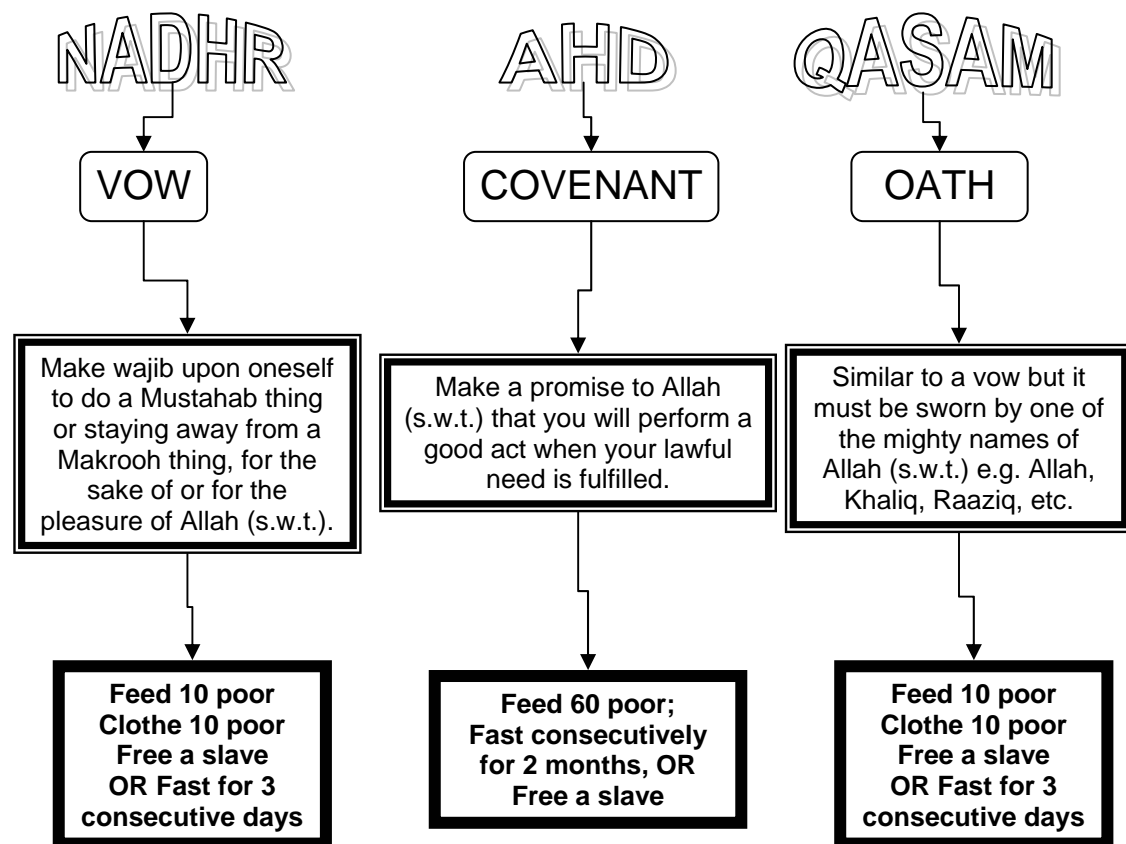 NADHR
AHD
QASAM
VOW
COVENANT
OATH
Make wajib upon oneself
to do a Mustahab thing
or staying away from a
Makrooh thing, for the
sake of or for the
pleasure of Allah (s.w.t.).
Make a promise to Allah
(s.w.t.) that you will perform a
good act when your lawful
need is fulfilled.
Similar to a vow but it
must be sworn by one of
the mighty names of
Allah (s.w.t.) e.g. Allah,
Khaliq, Raaziq, etc.
Feed 10 poor
Clothe 10 poor
Free a slave
OR Fast for 3
consecutive days
Feed 60 poor;
Fast consecutively
for 2 months, OR
Free a slave
Feed 10 poor
Clothe 10 poor
Free a slave
OR Fast for 3
consecutive days